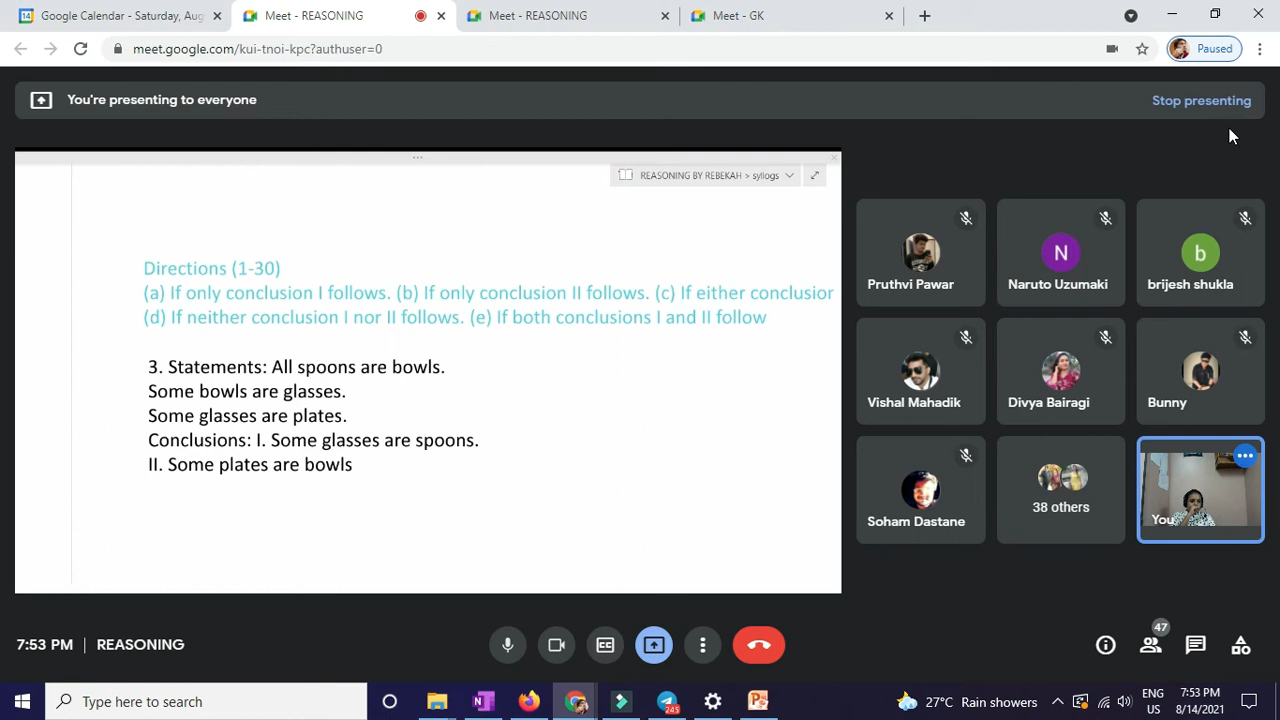 Google Calendar - Saturday, Aug
Meet - REASONING
Meet - REASONING
Meet - GK
meet.google.com/kui-tnoi-kpc?authuser=0
Paused
You're presenting to everyone
Stop presenting
REASONING BY REBEKAH > syllogs
Directions (1-30)
(a) If only conclusion I follows. (b) If only conclusion II follows. (c) If either conclusior
(d) If neither conclusion I nor II follows. (e) If both conclusions I and II follow
3. Statements: All spoons are bowls.
Some bowls are glasses.
Some glasses are plates.
Conclusions: I. Some glasses are spoons.
II. Some plates are bowls
Pruthvi Pawar
N
Naruto Uzumaki
b
brijesh shukla
Vishal Mahadik
Divya Bairagi
Bunny
Soham Dastane
38 others
You
7:53 PM | REASONING
CC
47
Type here to search
245
27°C Rain showers
ENG
US
7:53 PM
8/14/2021